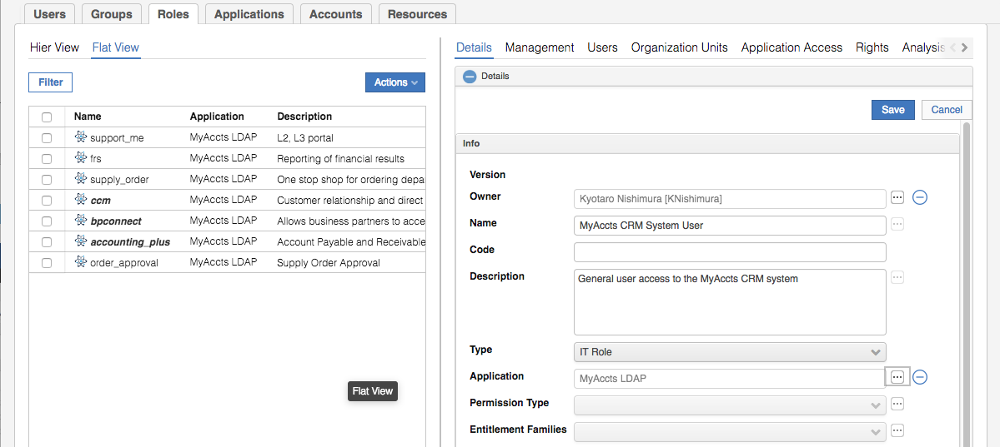 Users Groups Roles Applications Accounts Resources
Hier View Flat View
Filter Actions
Name Application Description
support_me MyAccts LDAP L2, L3 portal
frs MyAccts LDAP Reporting of financial results
supply_order MyAccts LDAP One stop shop for ordering depa
ccm MyAccts LDAP Customer relationship and direct
bpconnect MyAccts LDAP Allows business partners to acce
accounting_plus MyAccts LDAP Account Payable and Receivable
order_approval MyAccts LDAP Supply Order Approval
Flat View
Details Management Users Organization Units Application Access Rights Analysis
Details
Save Cancel
Info
Version
Owner Kyotaro Nishimura [KNishimura]
Name MyAccts CRM System User
Code
Description General user access to the MyAccts CRM system
Type IT Role
Application MyAccts LDAP
Permission Type
Entitlement Families